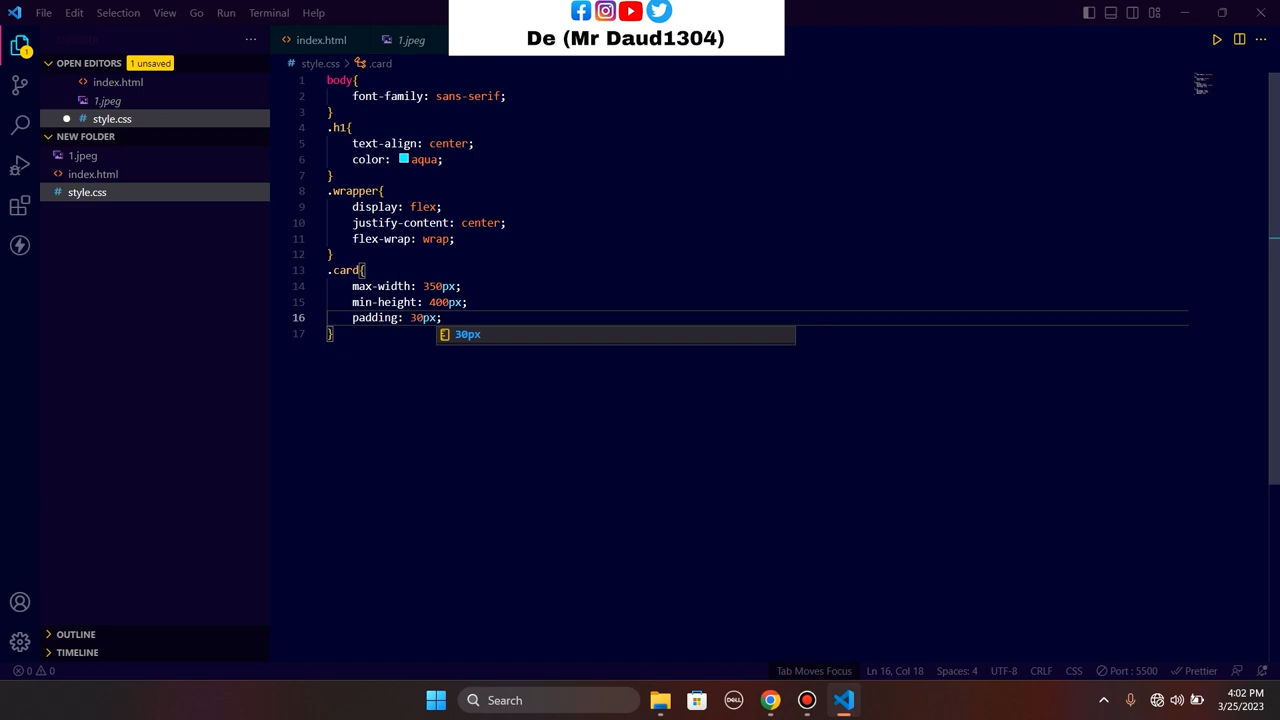 File Edit Selection View Go Run Terminal Help
De (Mr Daud1304)
index.html
1.jpeg
OPEN EDITORS 1 unsaved
index.html
1.jpeg
style.css
NEW FOLDER
1.jpeg
index.html
style.css
OUTLINE
TIMELINE
style.css > .card
1 body{
2 font-family: sans-serif;
3 }
4 .h1{
5 text-align: center;
6 color: aqua;
7 }
8 .wrapper{
9 display: flex;
10 justify-content: center;
11 flex-wrap: wrap;
12 }
13 .card{
14 max-width: 350px;
15 min-height: 400px;
16 padding: 30px;
17 }
30px
0 0
Tab Moves Focus Ln 16, Col 18 Spaces: 4 UTF-8 CRLF CSS Port : 5500 Prettier
Search
DELL
4:02 PM
3/25/2023